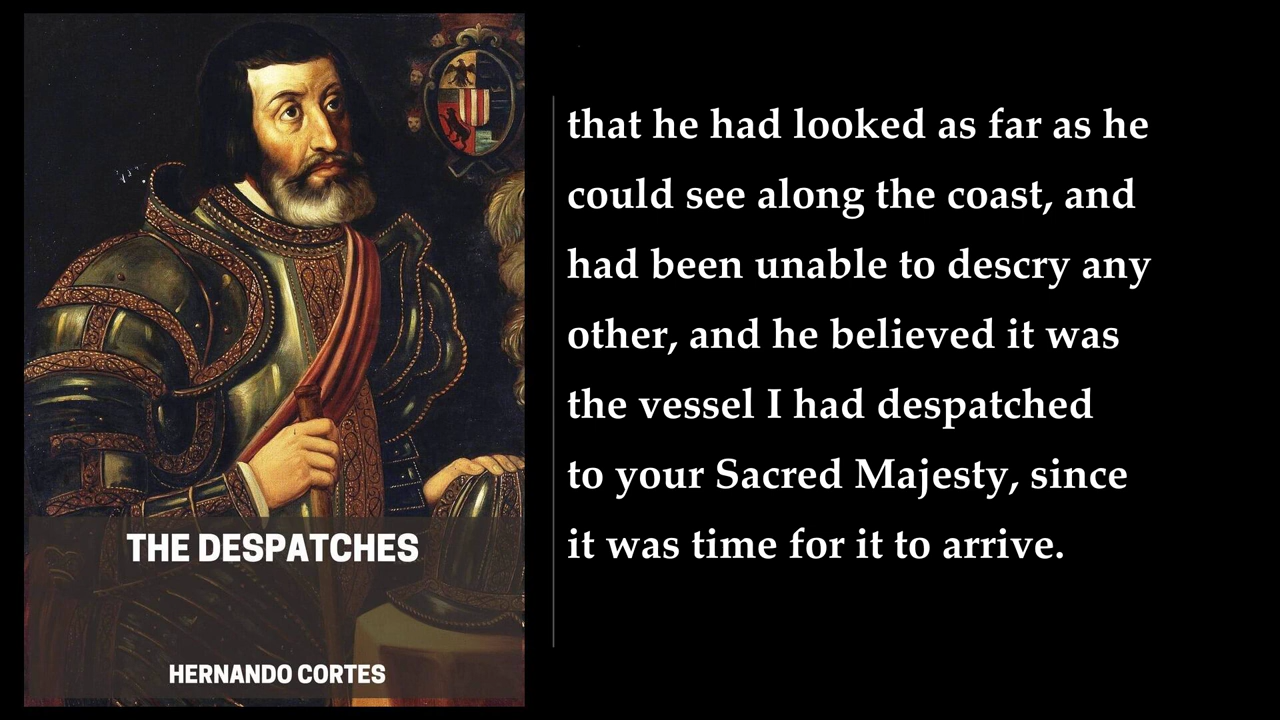 THE DESPATCHES
HERNANDO CORTES
that he had looked as far as he
could see along the coast, and
had been unable to descry any
other, and he believed it was
the vessel I had despatched
to your Sacred Majesty, since
it was time for it to arrive.